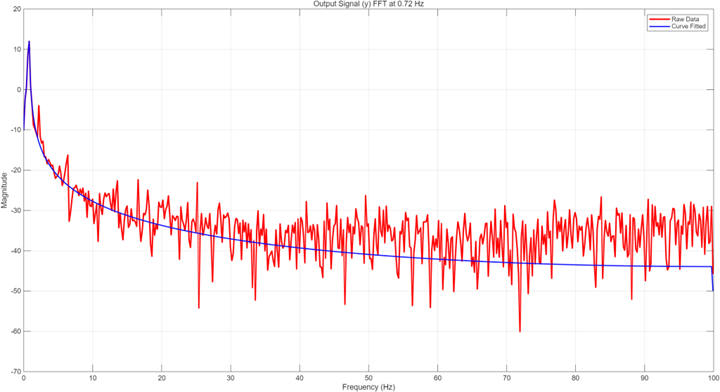 Output Signal (y) FFT at 0.72 Hz
Raw Data
Curve Fitted
20
10
0
-10
-20
-30
-40
-50
-60
-70
Magnitude
0 10 20 30 40 50 60 70 80 90 100
Frequency (Hz)